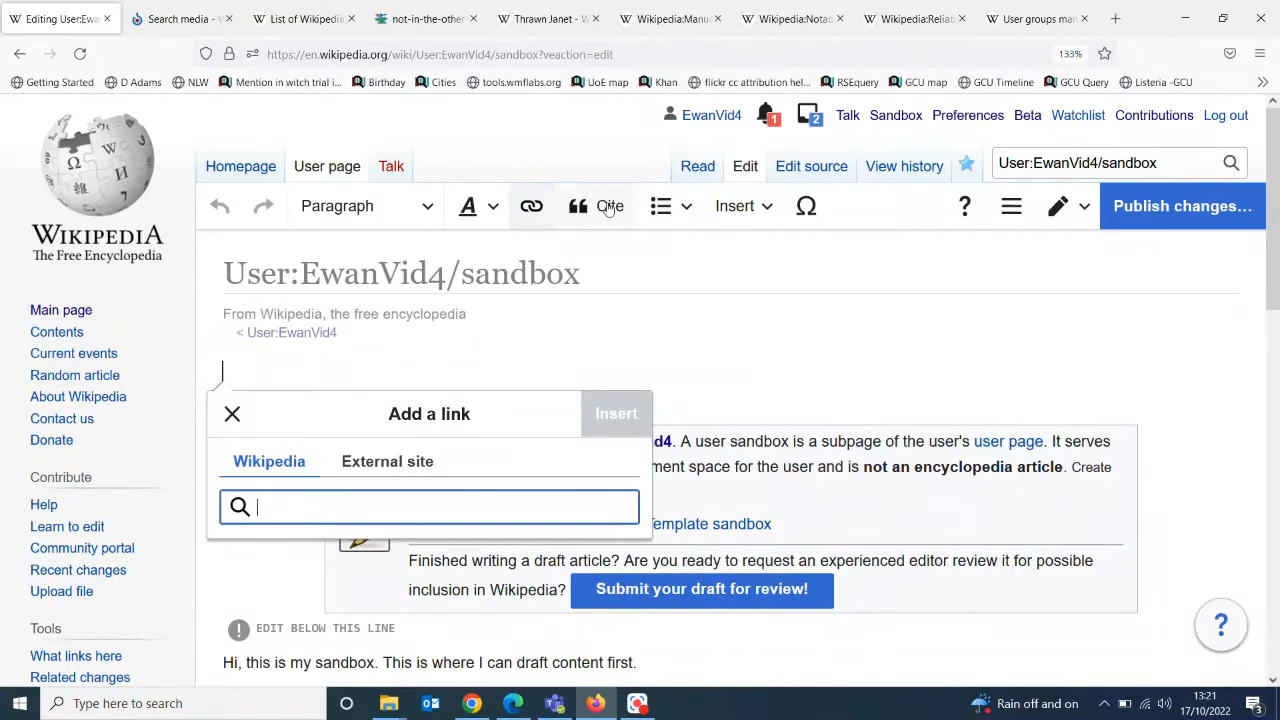 Editing User:Ewan
Search media - 
List of Wikipedia
not-in-the-other
Thrawn Janet - W
Wikipedia:Manu
Wikipedia:Notab
Wikipedia:Reliab
User groups man
https://en.wikipedia.org/wiki/User:EwanVid4/sandbox?veaction=edit
133%
Getting Started
D Adams
NLW
Mention in witch trial i...
Birthday
Cities
tools.wmflabs.org
UoE map
Khan
flickr cc attribution hel...
RSEquery
GCU map
GCU Timeline
GCU Query
Listeria -GCU
EwanVid4 1 2 Talk Sandbox Preferences Beta Watchlist Contributions Log out
Homepage User page Talk Read Edit Edit source View history User:EwanVid4/sandbox
Paragraph A Cite Insert Ω ? Publish changes...
WIKIPEDIA
The Free Encyclopedia
Main page
Contents
Current events
Random article
About Wikipedia
Contact us
Donate
Contribute
Help
Learn to edit
Community portal
Recent changes
Upload file
Tools
What links here
Related changes
User:EwanVid4/sandbox
From Wikipedia, the free encyclopedia
< User:EwanVid4
Add a link Insert
Wikipedia External site
d4. A user sandbox is a subpage of the user's user page. It serves
ment space for the user and is not an encyclopedia article. Create
Template sandbox
Finished writing a draft article? Are you ready to request an experienced editor review it for possible
inclusion in Wikipedia? Submit your draft for review!
EDIT BELOW THIS LINE
Hi, this is my sandbox. This is where I can draft content first.
?
Type here to search
Rain off and on
13:21
17/10/2022
3